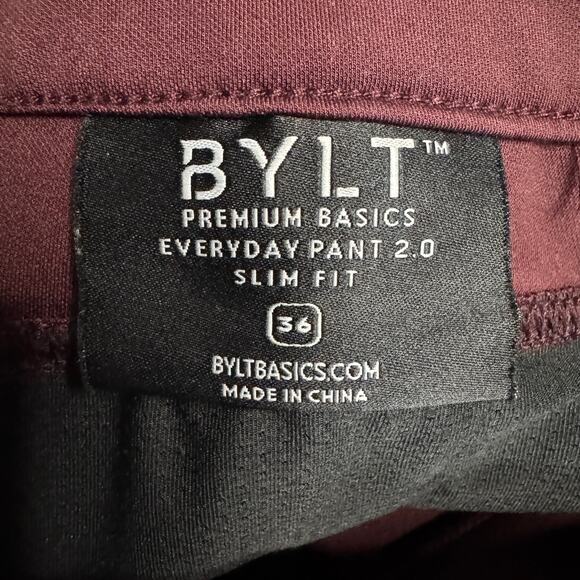 BYLT™
PREMIUM BASICS
EVERYDAY PANT 2.0
SLIM FIT
36
BYLTBASICS.COM
MADE IN CHINA